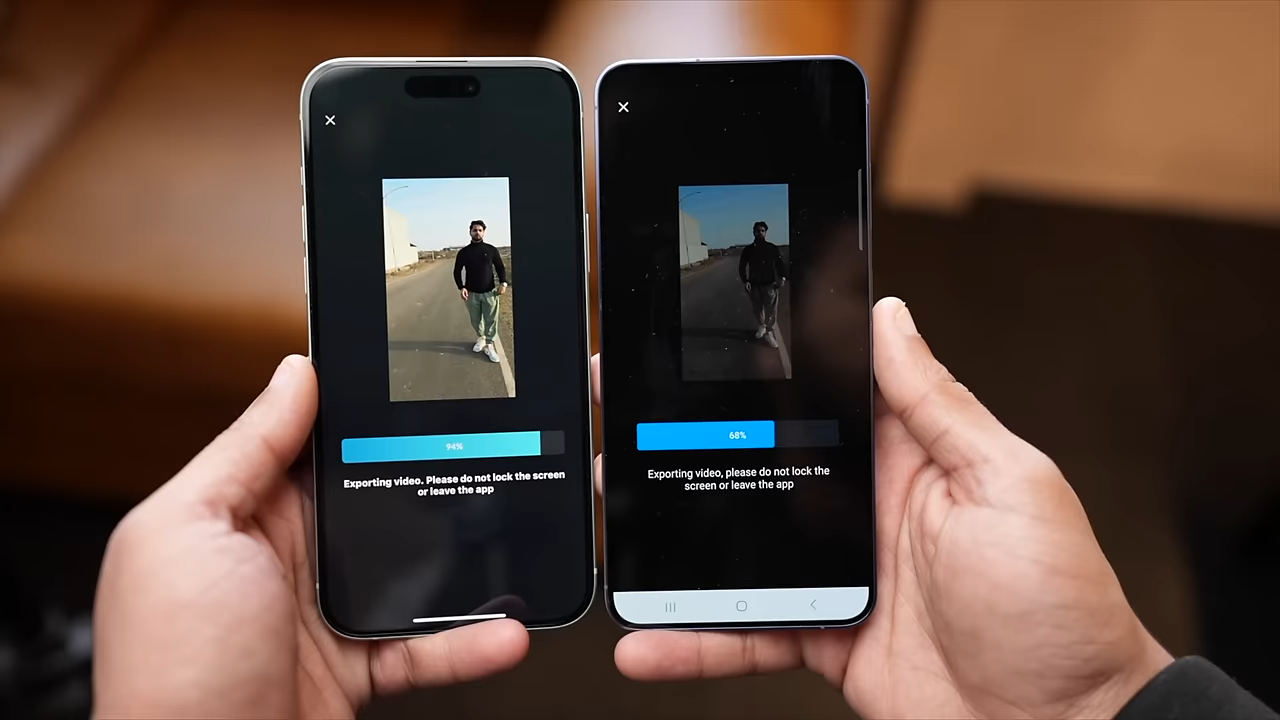 94%
Exporting video. Please do not lock the screen
or leave the app
68%
Exporting video, please do not lock the
screen or leave the app